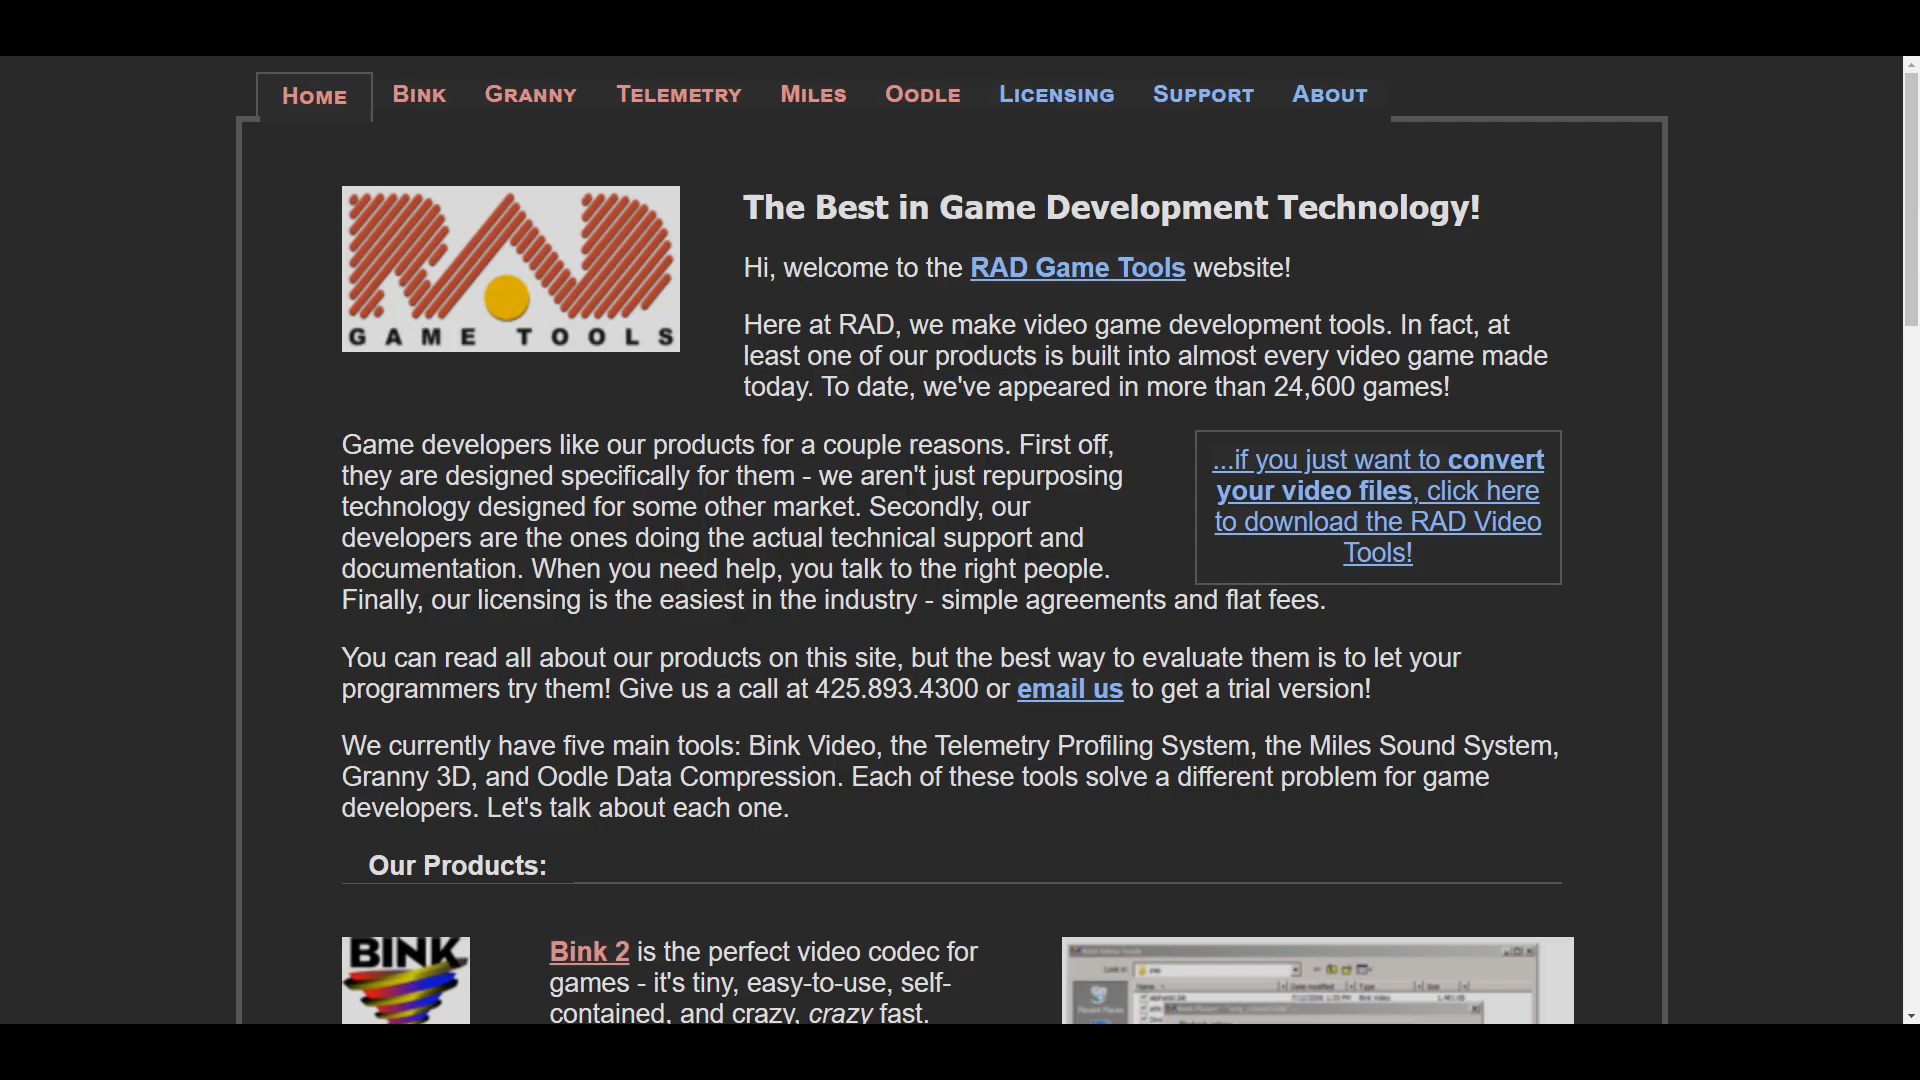 Home Bink Granny Telemetry Miles Oodle Licensing Support About
GAME TOOLS
The Best in Game Development Technology!
Hi, welcome to the RAD Game Tools website!
Here at RAD, we make video game development tools. In fact, at
least one of our products is built into almost every video game made
today. To date, we've appeared in more than 24,600 games!
Game developers like our products for a couple reasons. First off,
they are designed specifically for them - we aren't just repurposing
technology designed for some other market. Secondly, our
developers are the ones doing the actual technical support and
documentation. When you need help, you talk to the right people.
Finally, our licensing is the easiest in the industry - simple agreements and flat fees.
...if you just want to convert
your video files, click here
to download the RAD Video
Tools!
You can read all about our products on this site, but the best way to evaluate them is to let your
programmers try them! Give us a call at 425.893.4300 or email us to get a trial version!
We currently have five main tools: Bink Video, the Telemetry Profiling System, the Miles Sound System,
Granny 3D, and Oodle Data Compression. Each of these tools solve a different problem for game
developers. Let's talk about each one.
Our Products:
BINK
Bink 2 is the perfect video codec for
games - it's tiny, easy-to-use, self-
contained, and crazy, crazy fast.
Look in:
Name Date modified Type Size